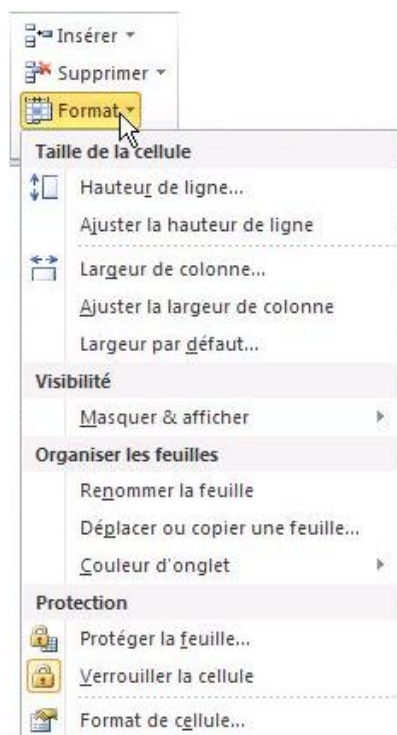 Insérer
Supprimer
Format
Taille de la cellule
Hauteur de ligne...
Ajuster la hauteur de ligne
Largeur de colonne...
Ajuster la largeur de colonne
Largeur par défaut...
Visibilité
Masquer & afficher
Organiser les feuilles
Renommer la feuille
Déplacer ou copier une feuille...
Couleur d'onglet
Protection
Protéger la feuille...
Verrouiller la cellule
Format de cellule...